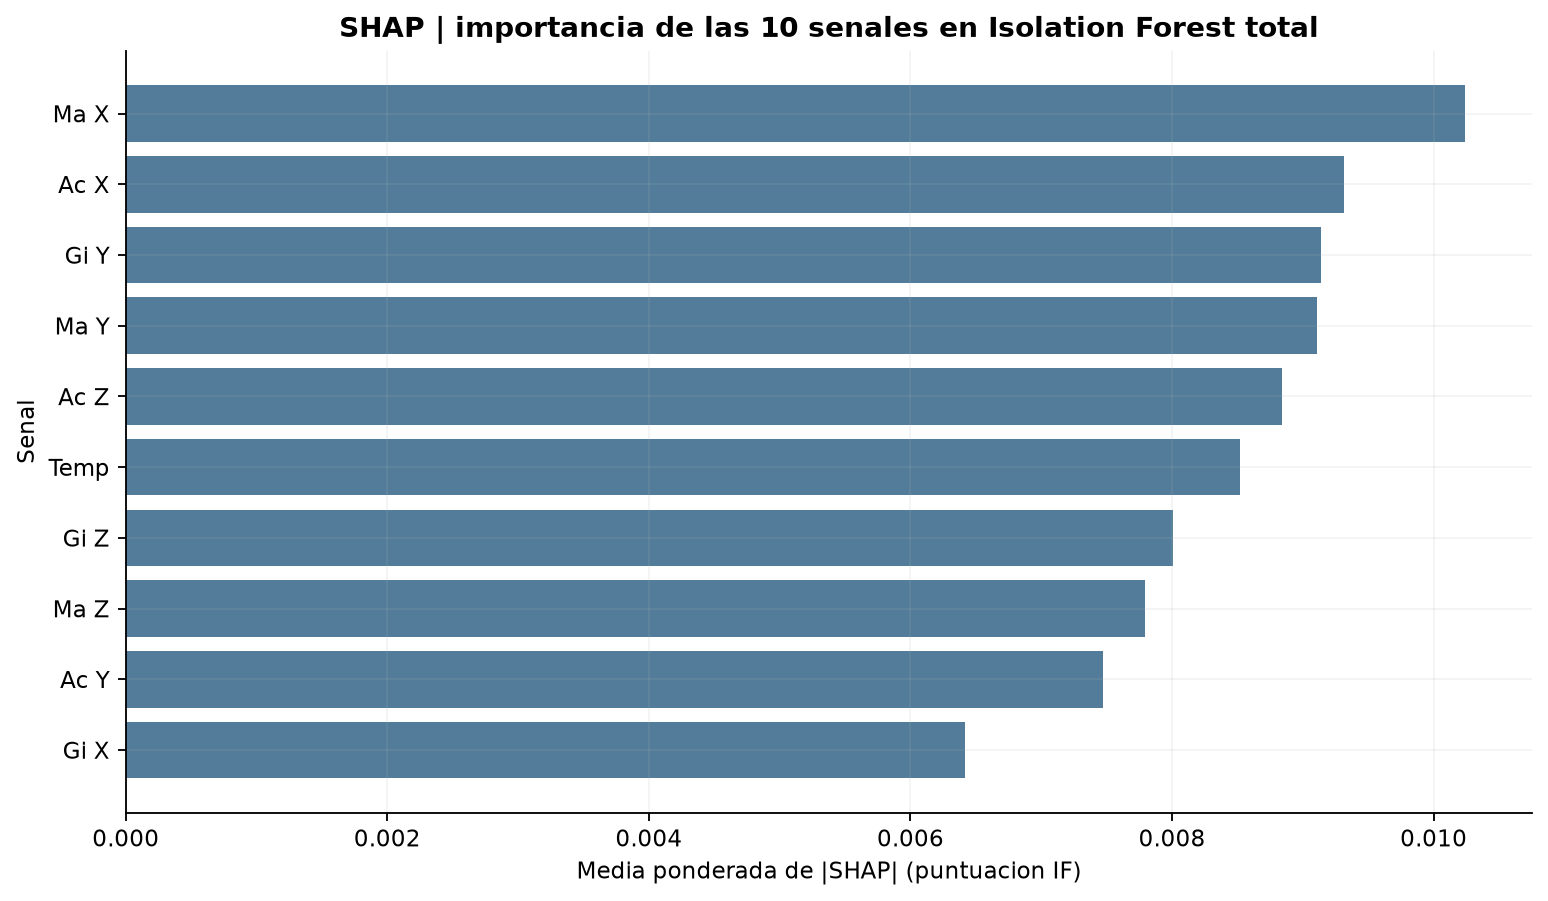 SHAP | importancia de las 10 senales en Isolation Forest total
Senal
Ma X
Ac X
Gi Y
Ma Y
Ac Z
Temp
Gi Z
Ma Z
Ac Y
Gi X
0.000 0.002 0.004 0.006 0.008 0.010
Media ponderada de |SHAP| (puntuacion IF)